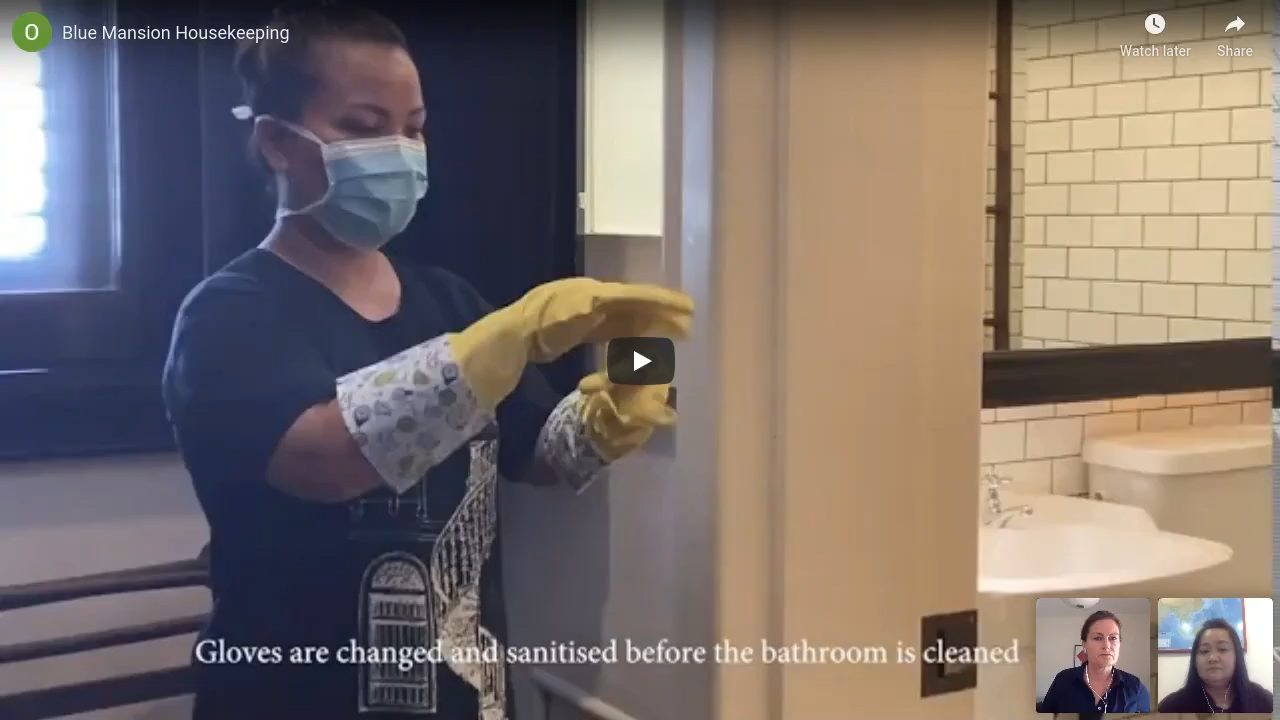 O
Blue Mansion Housekeeping
Watch later
Share
Gloves are changed and sanitised before the bathroom is cleaned